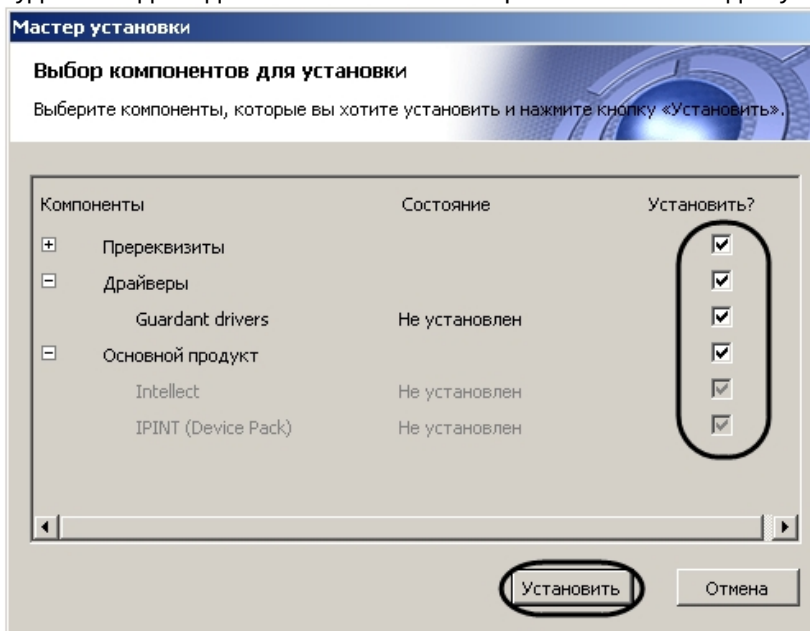 Мастер установки
Выбор компонентов для установки
Выберите компоненты, которые вы хотите установить и нажмите кнопку «Установить».
Компоненты Состояние Установить?
Пререквизиты
Драйверы
Guardant drivers Не установлен
Основной продукт
Intellect Не установлен
IPINT (Device Pack) Не установлен
Установить Отмена